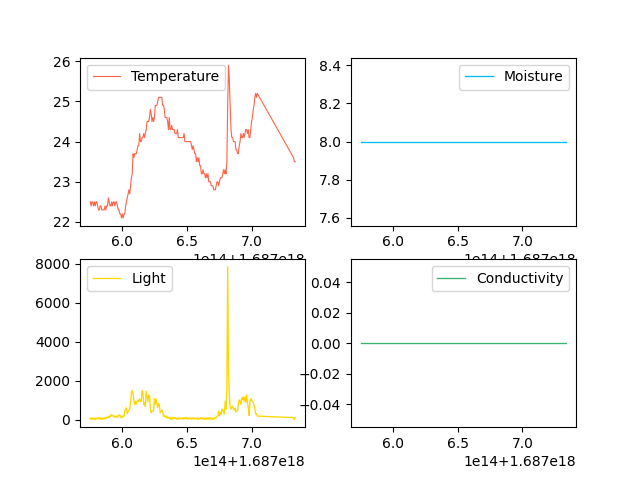 Temperature
26
25
24
23
22
6.0 6.5 7.0
Moisture
8.4
8.2
8.0
7.8
7.6
6.0 6.5 7.0
1e14+1.687e18
1e14+1.687e18
Light
8000
6000
4000
2000
0
6.0 6.5 7.0
1e14+1.687e18
Conductivity
0.04
0.02
0.00
−0.02
−0.04
6.0 6.5 7.0
1e14+1.687e18